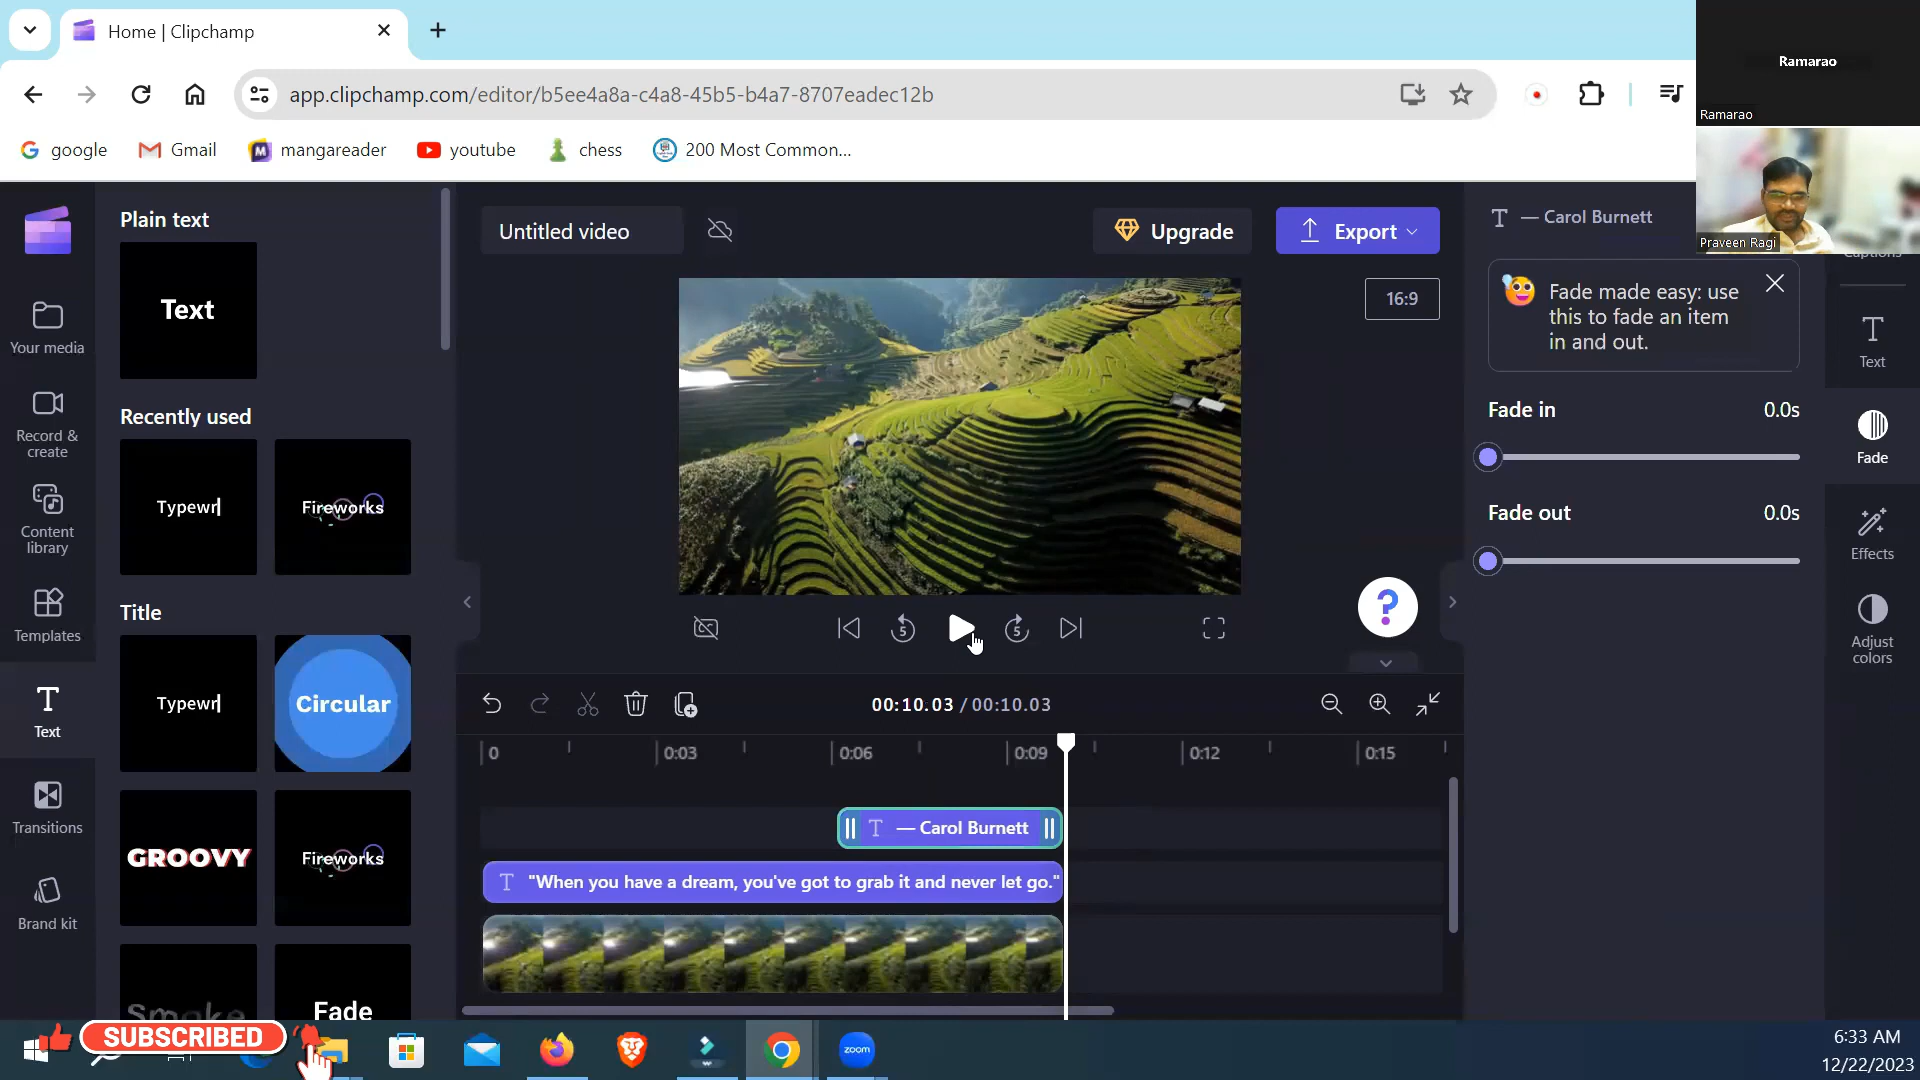 Home | Clipchamp
app.clipchamp.com/editor/b5ee4a8a-c4a8-45b5-b4a7-8707eadec12b
google
Gmail
mangareader
youtube
chess
200 Most Common...
Ramarao
Ramarao
Praveen Ragi
Your media
Record &
create
Content
library
Templates
Text
Transitions
Brand kit
Plain text
Text
Recently used
Typewr
Fireworks
Title
Typewr
Circular
GROOVY
Fireworks
Smoke
Fade
Untitled video
Upgrade
Export
16:9
5
5
?
00:10.03 / 00:10.03
0
0:03
0:06
0:09
0:12
0:15
T — Carol Burnett
T "When you have a dream, you've got to grab it and never let go."
T — Carol Burnett
Fade made easy: use
this to fade an item
in and out.
Fade in 0.0s
Fade out 0.0s
Captions
Text
Fade
Effects
Adjust
colors
SUBSCRIBED
zoom
6:33 AM
12/22/2023